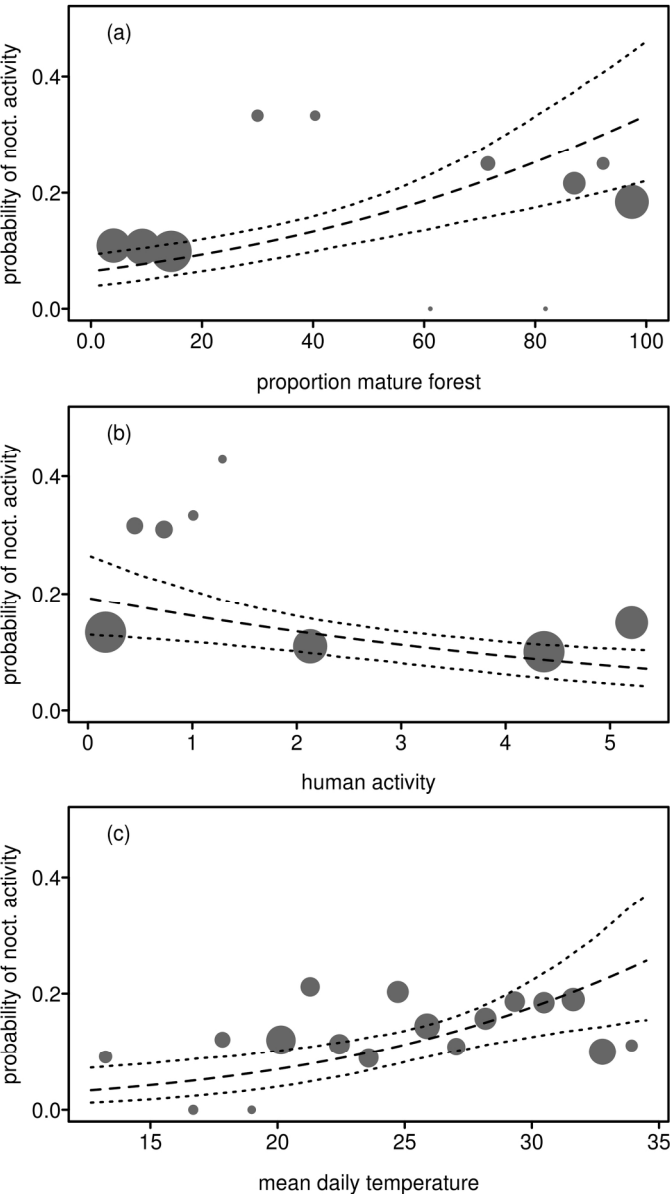 (a)
probability of noct. activity
0.4
0.2
0.0
0.0 20 40 60 80 100
proportion mature forest
(b)
probability of noct. activity
0.4
0.2
0.0
0 1 2 3 4 5
human activity
(c)
probability of noct. activity
0.4
0.2
0.0
15 20 25 30 35
mean daily temperature